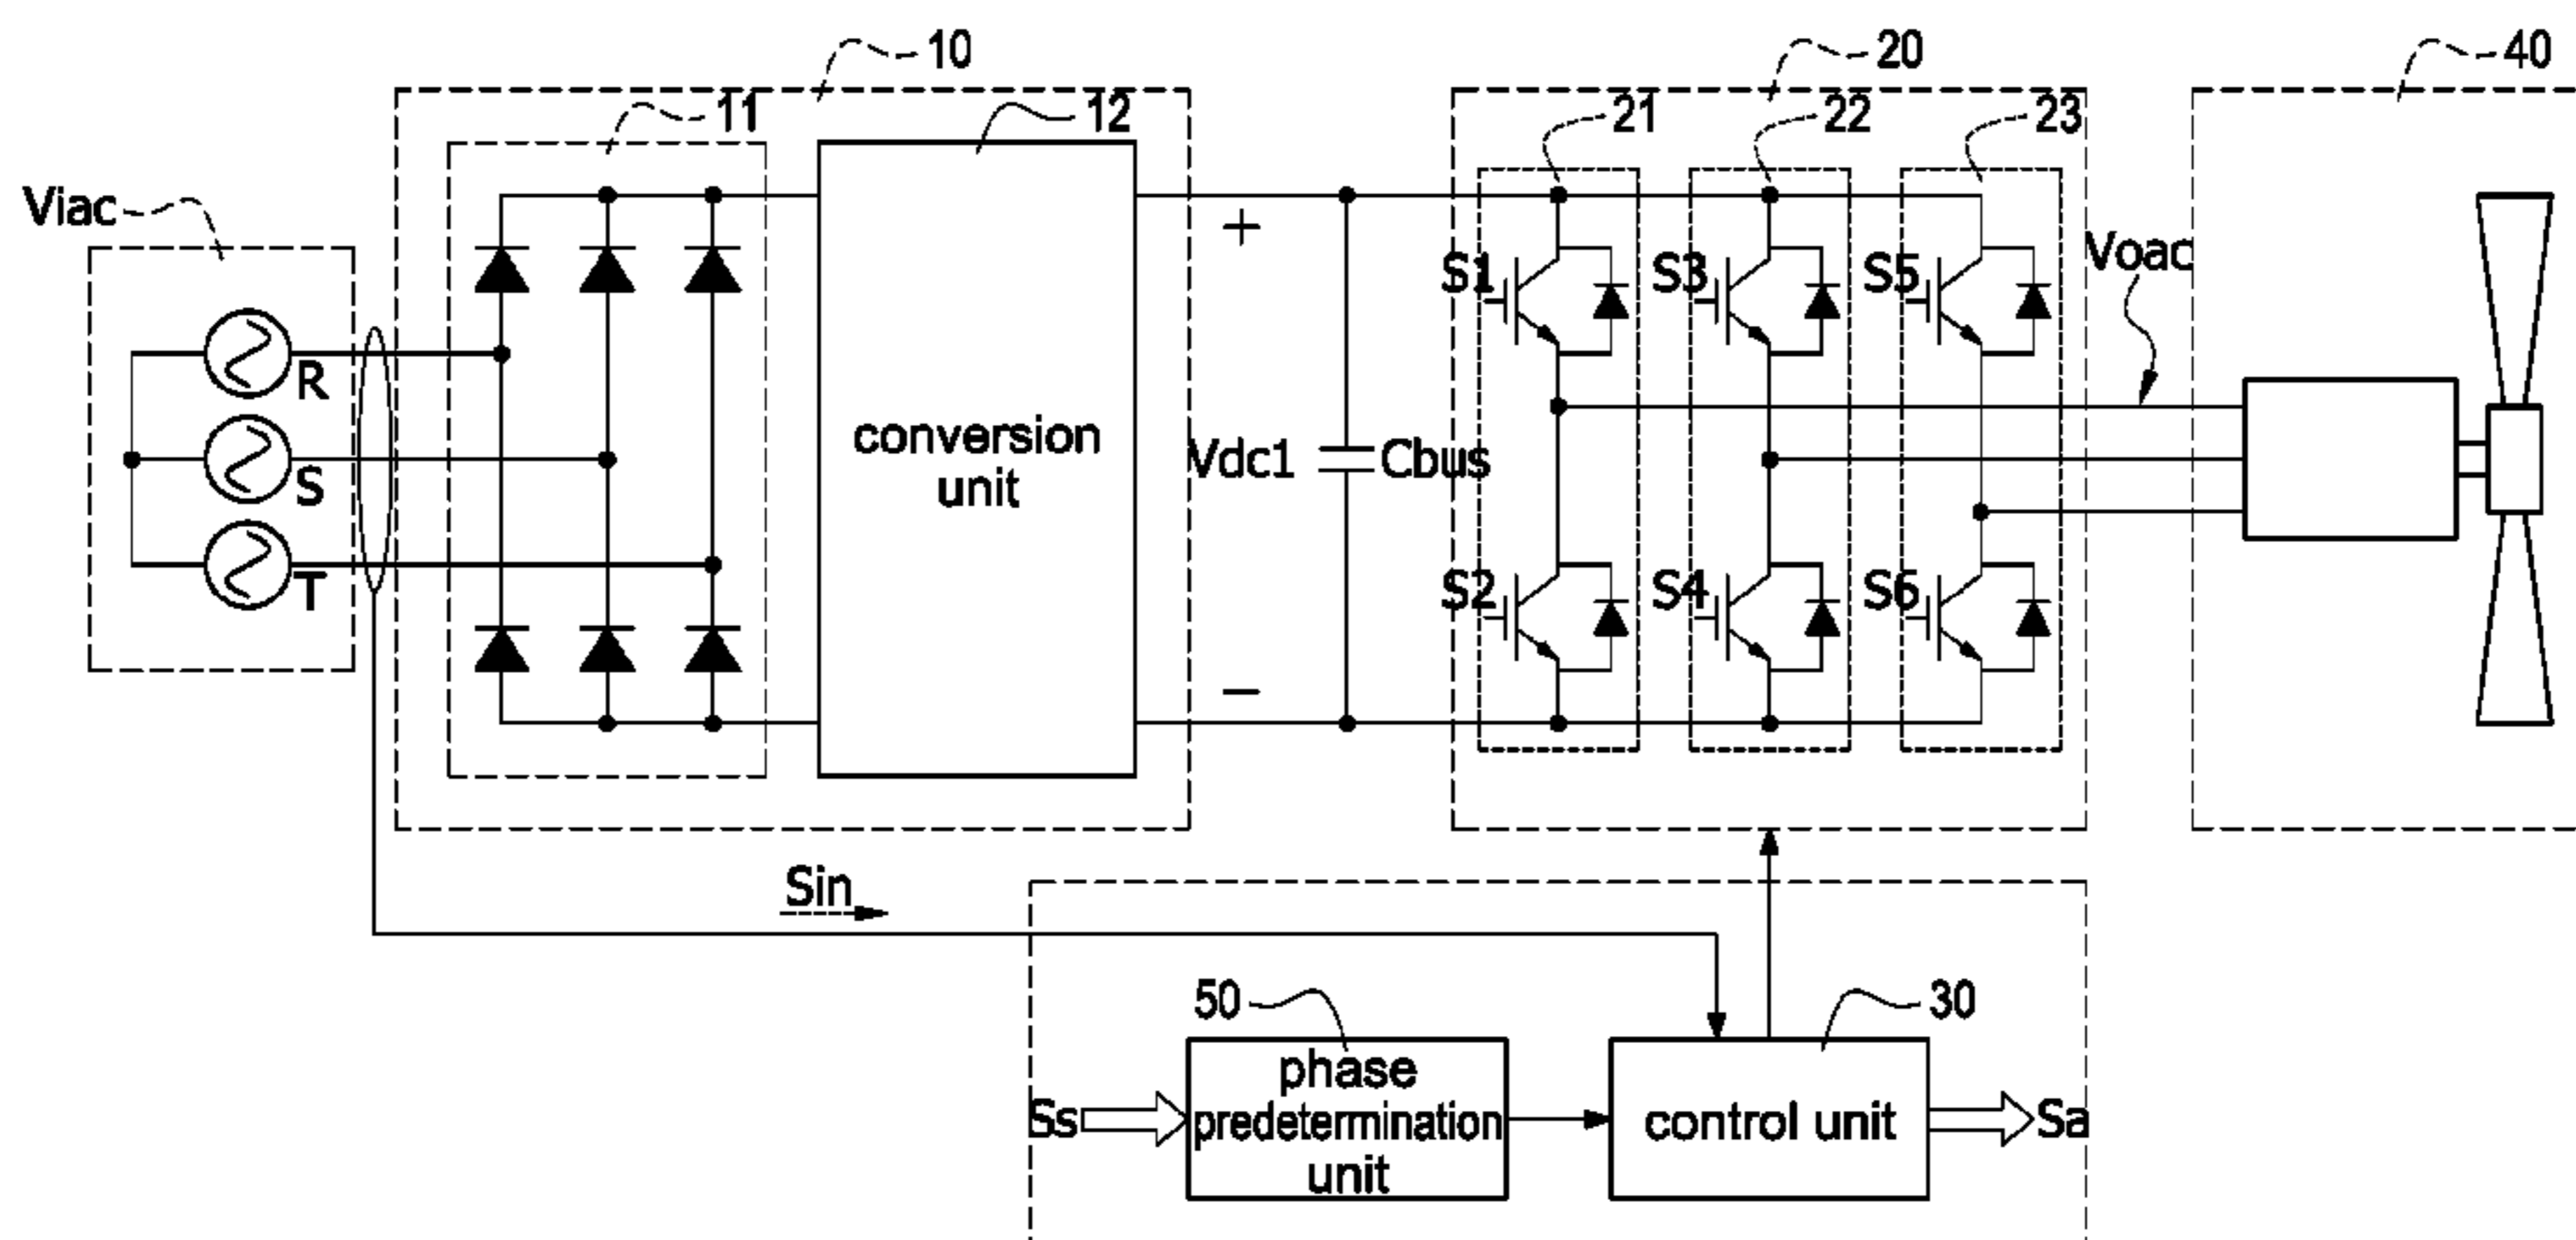 10
20
40
11
12
21
22
23
Viac
R
S
T
conversion
unit
+
Vdc1
−
Cbus
S1
S3
S5
S2
S4
S6
Voac
Sin
50
30
Ss
phase
predetermination
unit
control unit
Sa